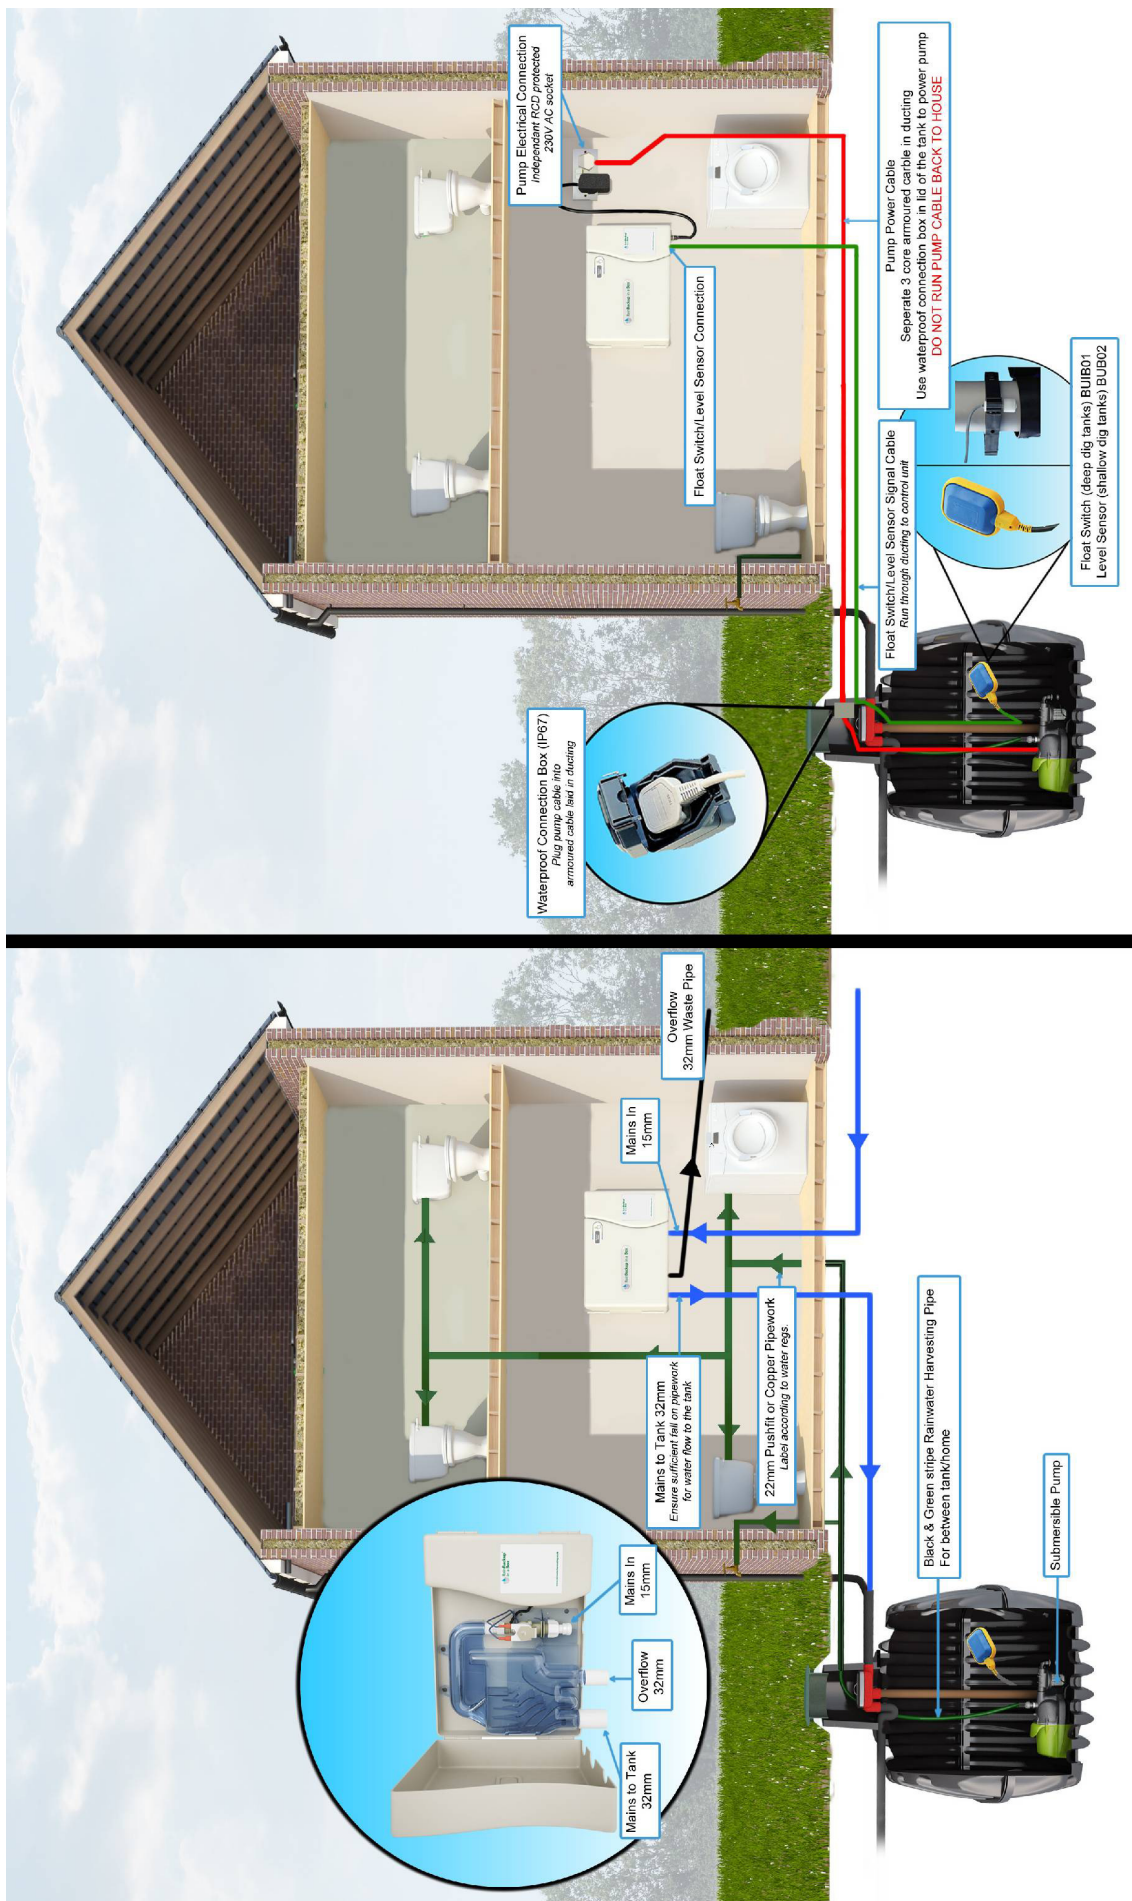 Mains to Tank
32mm
Overflow
32mm
Mains In
15mm
Mains to Tank 32mm
Ensure sufficient fall on pipework
for water flow to the tank
22mm Pushfit or Copper Pipework
Label according to water regs.
Mains In
15mm
Overflow
32mm Waste Pipe
Black & Green stripe Rainwater Harvesting Pipe
For between tank/home
Submersible Pump
Waterproof Connection Box (IP67)
Plug pump cable into
armoured cable laid in ducting
Pump Electrical Connection
independant RCD protected
230V AC socket
Float Switch/Level Sensor Connection
Float Switch/Level Sensor Signal Cable
Run through ducting to control unit
Pump Power Cable
Seperate 3 core armoured carble in ducting
Use waterproof connection box in lid of the tank to power pump
DO NOT RUN PUMP CABLE BACK TO HOUSE
Float Switch (deep dig tanks) BUIB01
Level Sensor (shallow dig tanks) BUB02